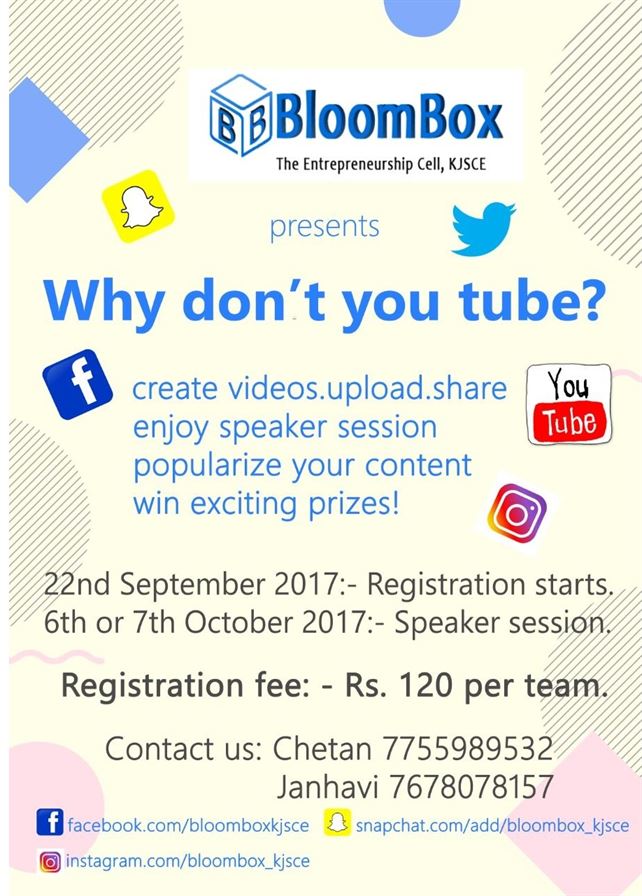 BB BloomBox
The Entrepreneurship Cell, KJSCE
presents
Why don't you tube?
f
create videos.upload.share
You
Tube
enjoy speaker session
popularize your content
win exciting prizes!
22nd September 2017:- Registration starts.
6th or 7th October 2017:- Speaker session.
Registration fee: - Rs. 120 per team.
Contact us: Chetan 7755989532
Janhavi 7678078157
f facebook.com/bloomboxkjsce snapchat.com/add/bloombox_kjsce
instagram.com/bloombox_kjsce